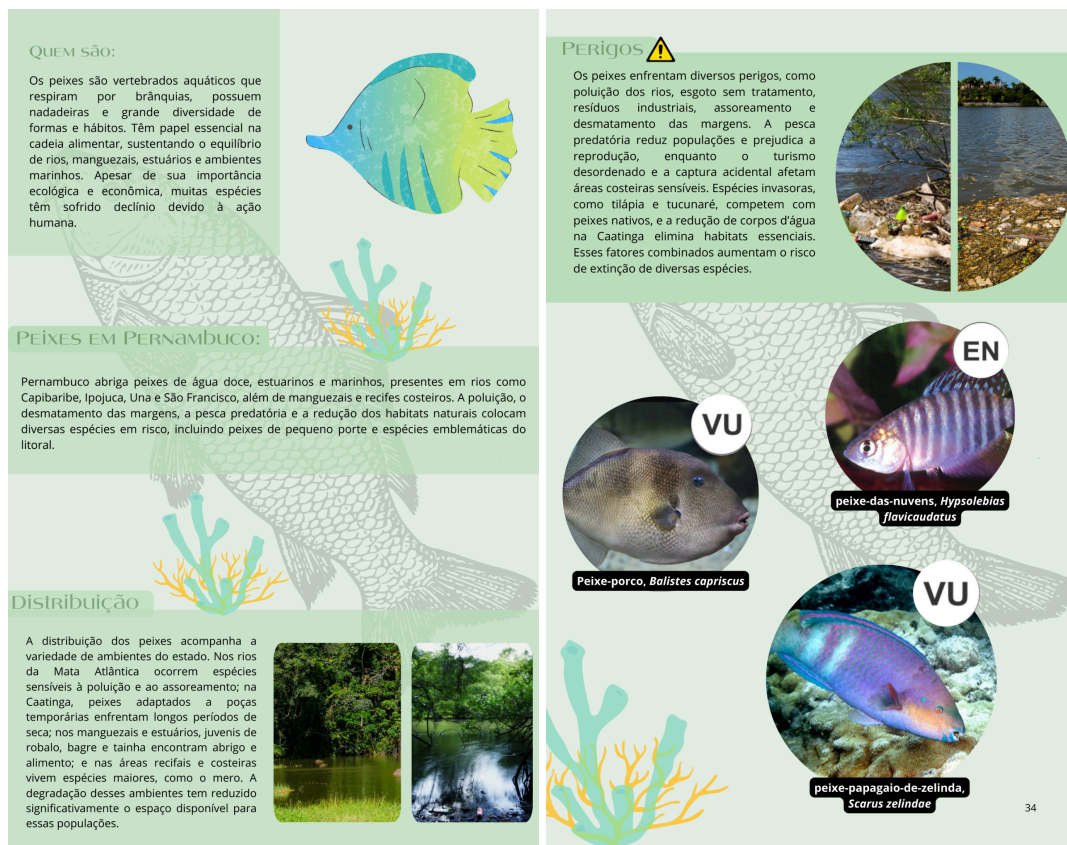 Quem são:
Os peixes são vertebrados aquáticos que
respiram por brânquias, possuem
nadadeiras e grande diversidade de
formas e hábitos. Têm papel essencial na
cadeia alimentar, sustentando o equilíbrio
de rios, manguezais, estuários e ambientes
marinhos. Apesar de sua importância
ecológica e econômica, muitas espécies
têm sofrido declínio devido à ação
humana.
Peixes em Pernambuco:
Pernambuco abriga peixes de água doce, estuarinos e marinhos, presentes em rios como
Capibaribe, Ipojuca, Una e São Francisco, além de manguezais e recifes costeiros. A poluição, o
desmatamento das margens, a pesca predatória e a redução dos habitats naturais colocam
diversas espécies em risco, incluindo peixes de pequeno porte e espécies emblemáticas do
litoral.
Distribuição
A distribuição dos peixes acompanha a
variedade de ambientes do estado. Nos rios
da Mata Atlântica ocorrem espécies
sensíveis à poluição e ao assoreamento; na
Caatinga, peixes adaptados a poças
temporárias enfrentam longos períodos de
seca; nos manguezais e estuários, juvenis de
robalo, bagre e tainha encontram abrigo e
alimento; e nas áreas recifais e costeiras
vivem espécies maiores, como o mero. A
degradação desses ambientes tem reduzido
significativamente o espaço disponível para
essas populações.
Perigos
Os peixes enfrentam diversos perigos, como
poluição dos rios, esgoto sem tratamento,
resíduos industriais, assoreamento e
desmatamento das margens. A pesca
predatória reduz populações e prejudica a
reprodução, enquanto o turismo
desordenado e a captura acidental afetam
áreas costeiras sensíveis. Espécies invasoras,
como tilápia e tucunaré, competem com
peixes nativos, e a redução de corpos d'água
na Caatinga elimina habitats essenciais.
Esses fatores combinados aumentam o risco
de extinção de diversas espécies.
EN
peixe-das-nuvens, Hypsolebias
flavicaudatus
VU
Peixe-porco, Balistes capriscus
VU
peixe-papagaio-de-zelinda,
Scarus zelindae
34